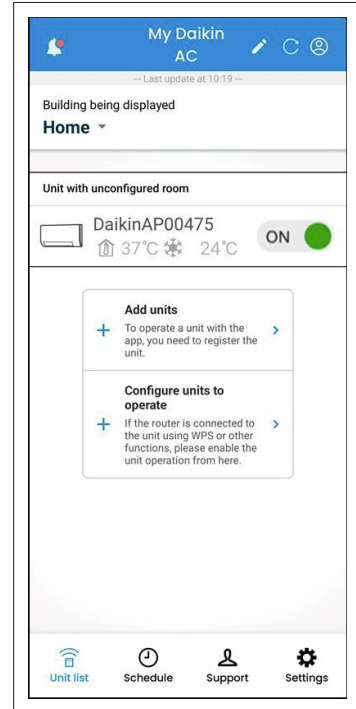 My Daikin
AC
— Last update at 10:19 —
Building being displayed
Home
Unit with unconfigured room
DaikinAP00475
37°C 24°C
ON
Add units
To operate a unit with the
app, you need to register the
unit.
Configure units to
operate
If the router is connected to
the unit using WPS or other
functions, please enable the
unit operation from here.
Unit list Schedule Support Settings